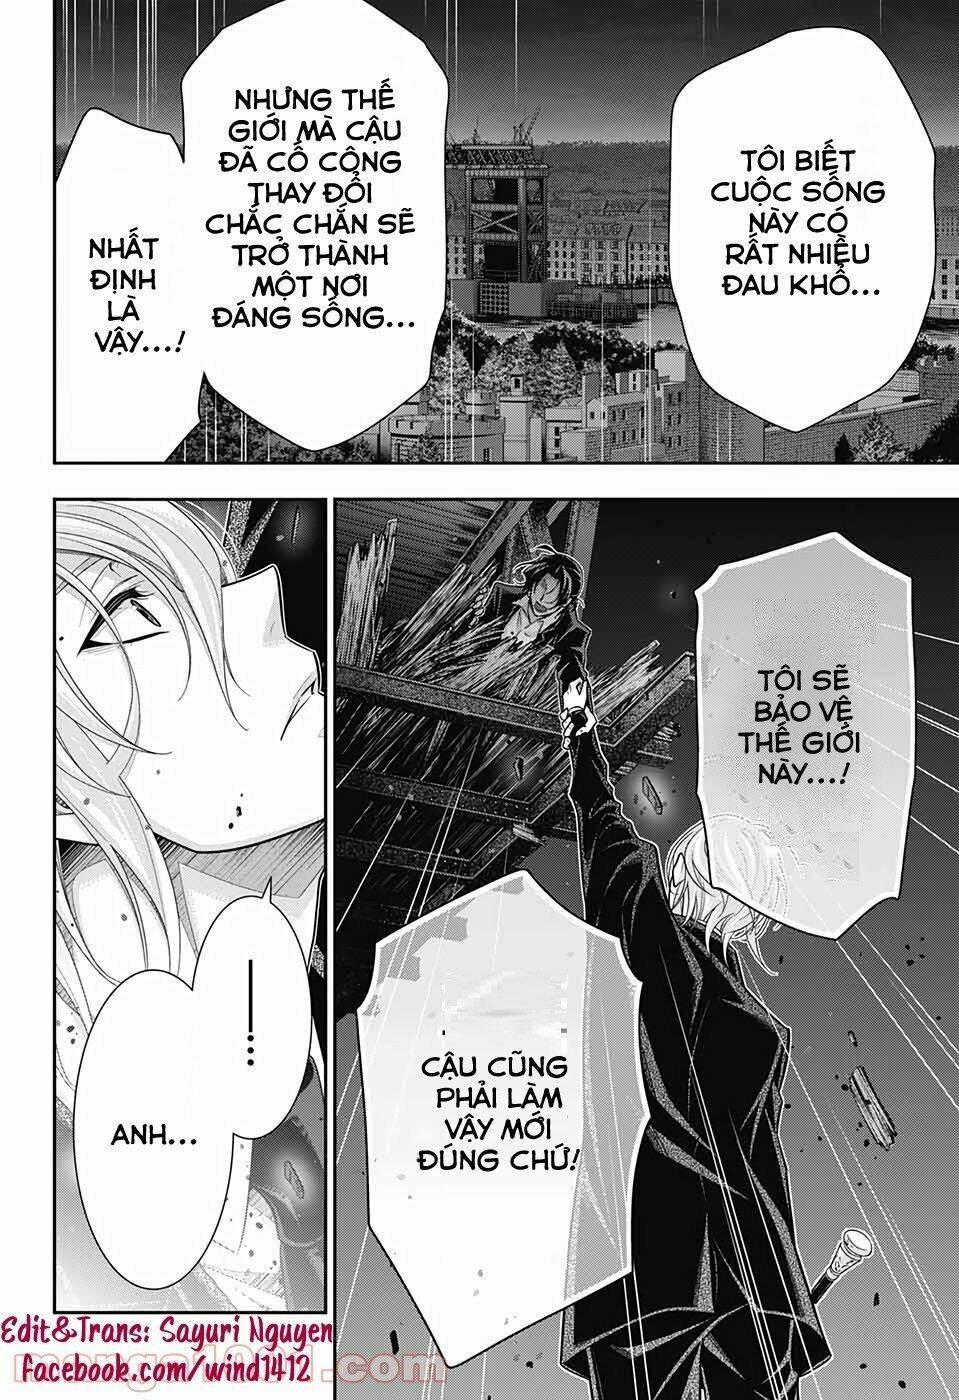 TÔI BIẾT
CUỘC SỐNG
NÀY CÓ
RẤT NHIỀU
ĐAU KHỔ...
NHƯNG THẾ
GIỚI MÀ CẬU
ĐÃ CỐ CÔNG
THAY ĐỔI
CHẮC CHẮN SẼ
TRỞ THÀNH
MỘT NƠI
ĐÁNG SỐNG...
NHẤT
ĐỊNH
LÀ
VẬY...!
TÔI SẼ
BẢO VỆ
THẾ GIỚI
NÀY...!
CẬU CŨNG
PHẢI LÀM
VẬY MỚI
ĐÚNG CHỨ!
ANH...
Edit&Trans: Sayuri Nguyen
facebook.com/wind1412
manga1001.com